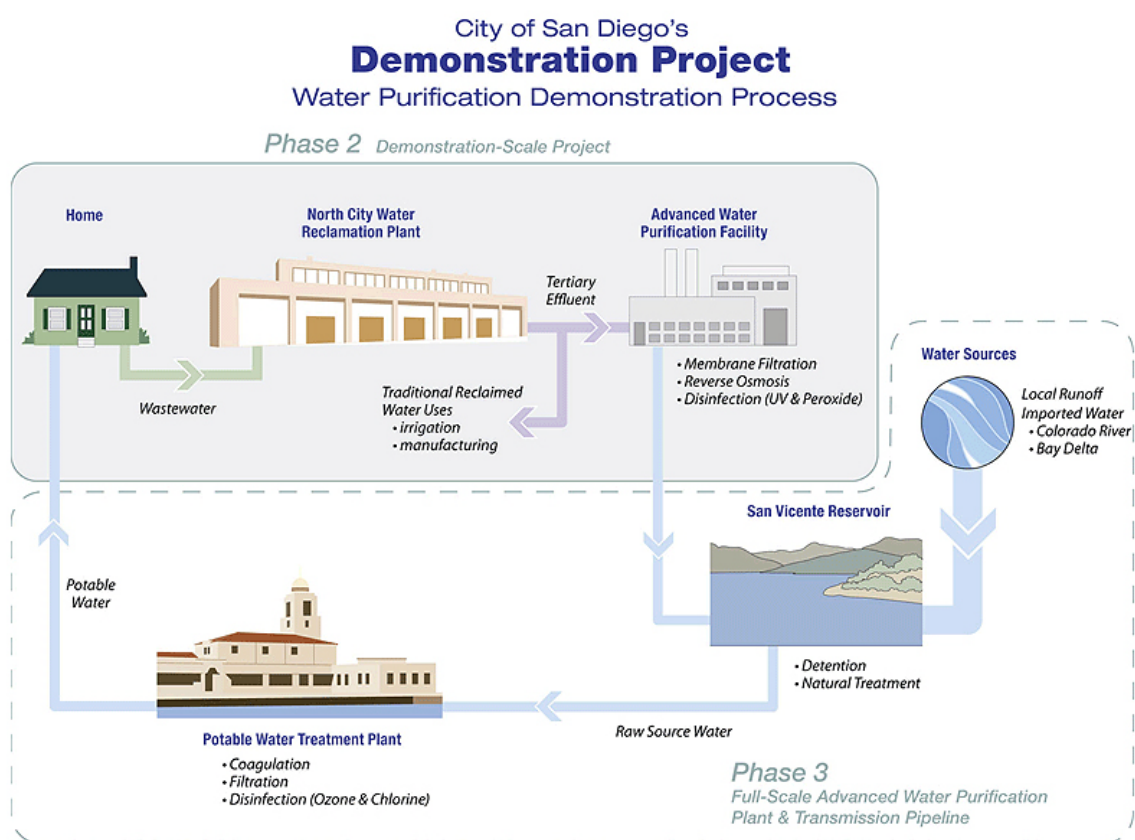 City of San Diego's
Demonstration Project
Water Purification Demonstration Process
Phase 2 Demonstration-Scale Project
Home
North City Water
Reclamation Plant
Advanced Water
Purification Facility
Tertiary
Effluent
Wastewater
Traditional Reclaimed
Water Uses
• irrigation
• manufacturing
• Membrane Filtration
• Reverse Osmosis
• Disinfection (UV & Peroxide)
Water Sources
Local Runoff
Imported Water
• Colorado River
• Bay Delta
San Vicente Reservoir
• Detention
• Natural Treatment
Potable
Water
Raw Source Water
Potable Water Treatment Plant
• Coagulation
• Filtration
• Disinfection (Ozone & Chlorine)
Phase 3
Full-Scale Advanced Water Purification
Plant & Transmission Pipeline